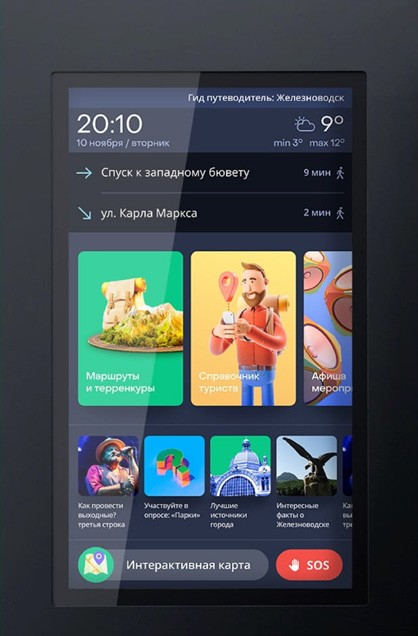 Гид путеводитель: Железноводск
20:10
9°
10 ноября / вторник
min 3° max 12°
Спуск к западному бювету
9 мин
ул. Карла Маркса
2 мин
Маршруты
и терренкуры
Справочник
туриста
Афиша
меропр
Как провести
выходные?
третья строка
Участвуйте в
опросе: «Парки»
Лучшие
источники
города
Интересные
факты о
Железноводске
Ка
вы
тре
Интерактивная карта
SOS